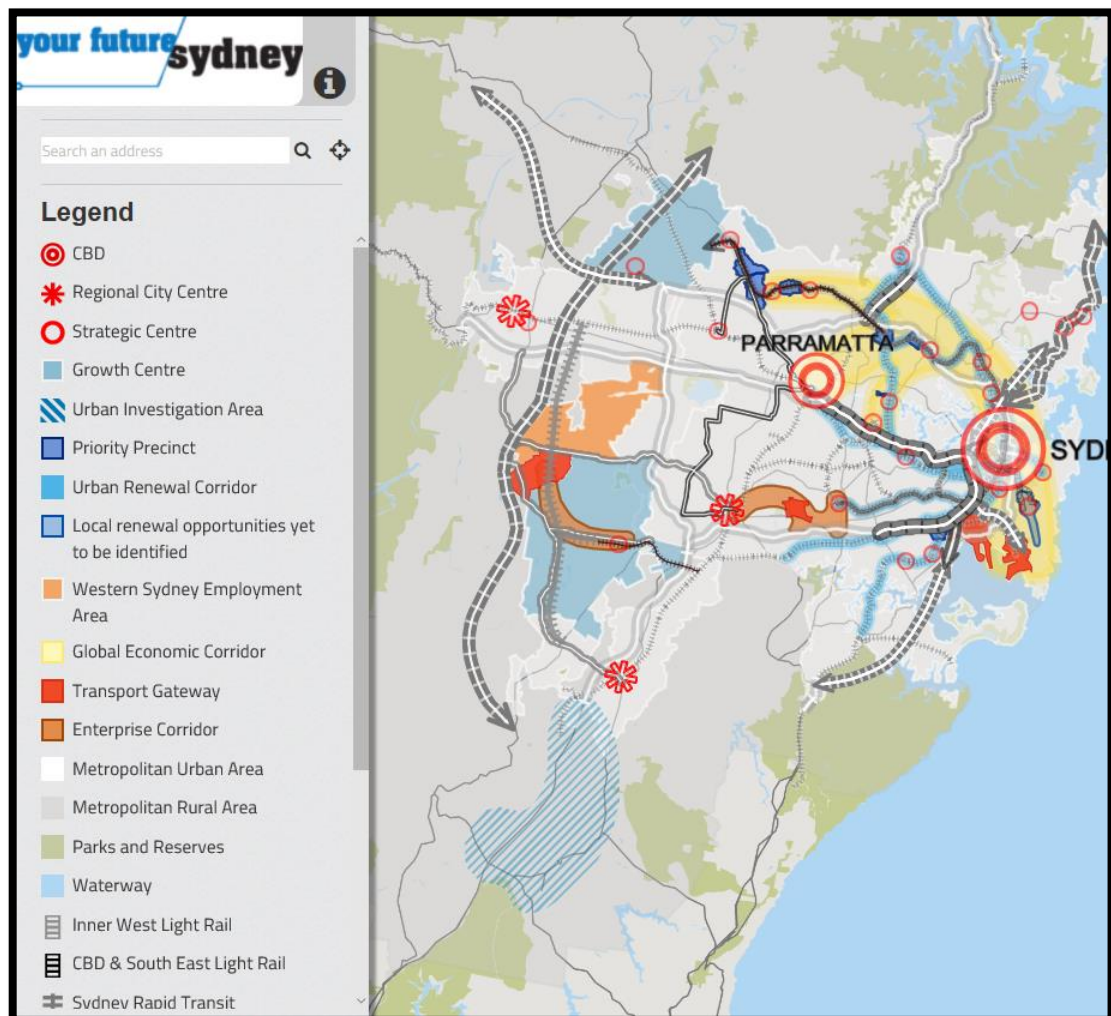 your future
sydney
i
Search an address
Legend
CBD
Regional City Centre
Strategic Centre
Growth Centre
Urban Investigation Area
Priority Precinct
Urban Renewal Corridor
Local renewal opportunities yet
to be identified
Western Sydney Employment
Area
Global Economic Corridor
Transport Gateway
Enterprise Corridor
Metropolitan Urban Area
Metropolitan Rural Area
Parks and Reserves
Waterway
Inner West Light Rail
CBD & South East Light Rail
Sydney Rapid Transit
PARRAMATTA
SYD